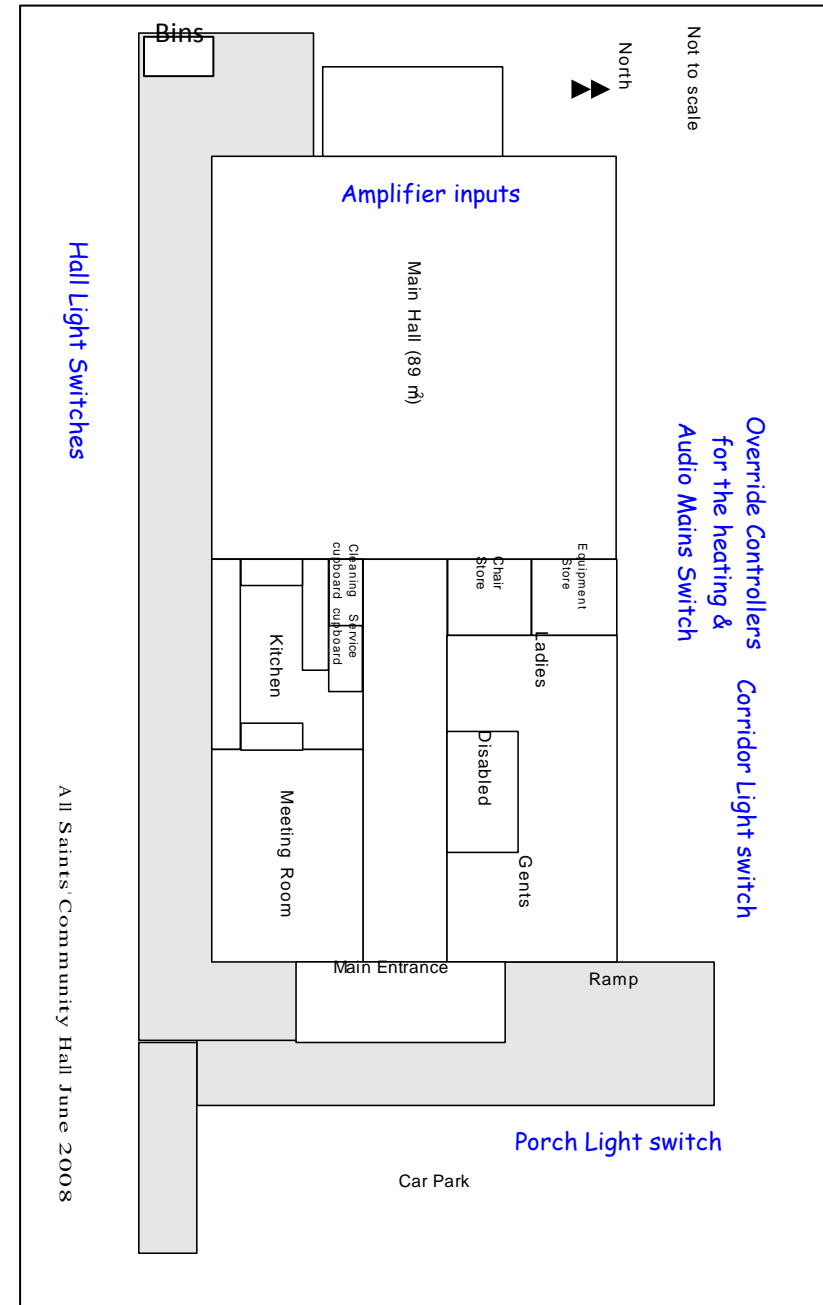 Bins
North
Not to scale
Amplifier inputs
Main Hall (89 m²)
Hall Light Switches
Override Controllers
for the heating &
Audio Mains Switch
Corridor Light switch
Cleaning
cupboard
Service
cupboard
Kitchen
Chair
Store
Equipment
Store
Ladies
Disabled
Gents
Meeting Room
Main Entrance
Ramp
Porch Light switch
Car Park
All Saints' Community Hall June 2008